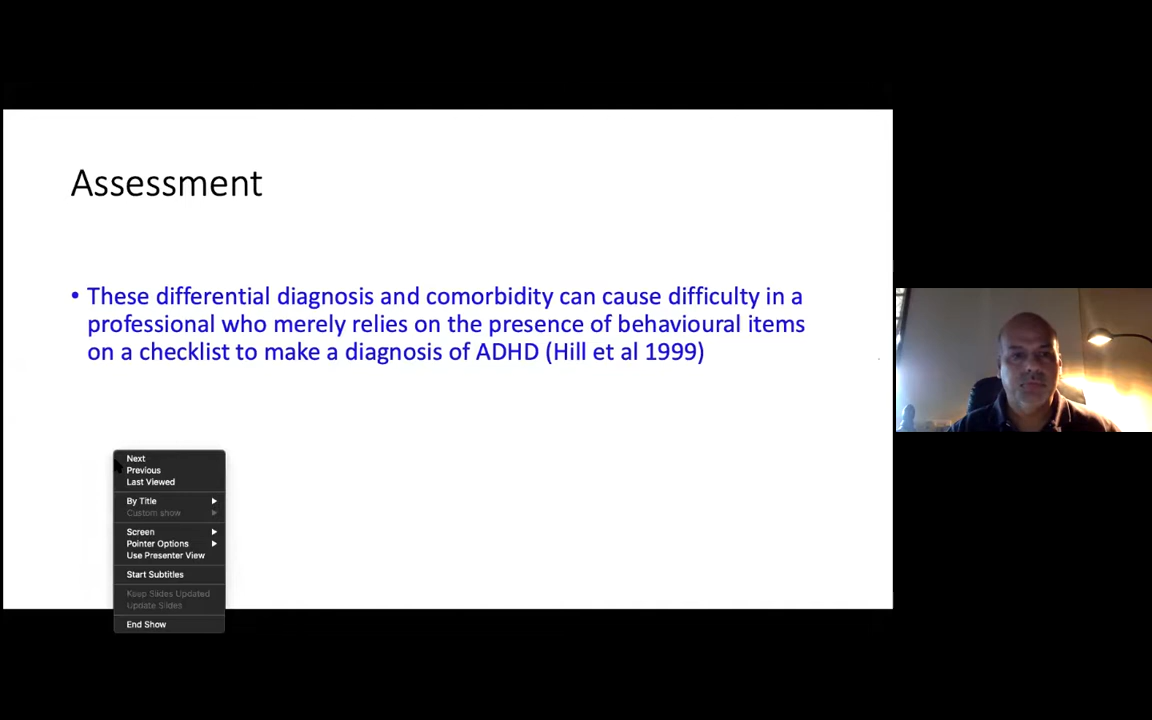 Assessment
• These differential diagnosis and comorbidity can cause difficulty in a
professional who merely relies on the presence of behavioural items
on a checklist to make a diagnosis of ADHD (Hill et al 1999)
Next
Previous
Last Viewed
By Title
Custom show
Screen
Pointer Options
Use Presenter View
Start Subtitles
Keep Slides Updated
Update Slides
End Show